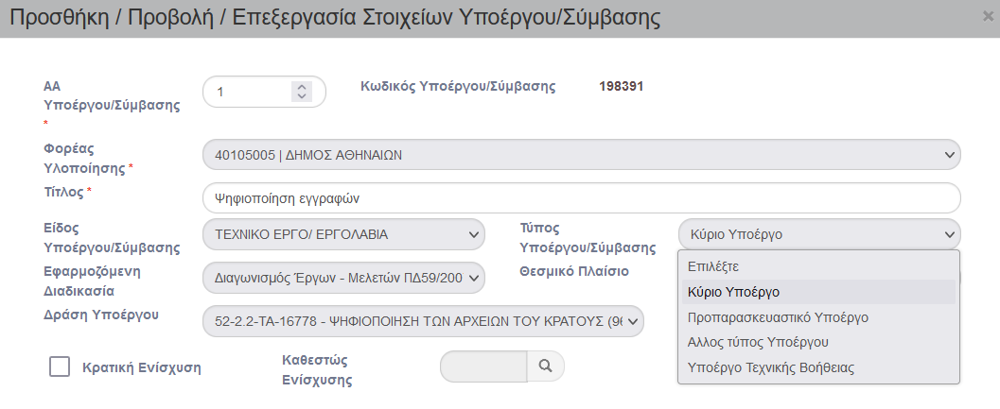 Προσθήκη / Προβολή / Επεξεργασία Στοιχείων Υποέργου/Σύμβασης ×
ΑΑ Υποέργου/Σύμβασης * 1 Κωδικός Υποέργου/Σύμβασης 198391
Φορέας Υλοποίησης * 40105005 | ΔΗΜΟΣ ΑΘΗΝΑΙΩΝ
Τίτλος * Ψηφιοποίηση εγγραφών
Είδος Υποέργου/Σύμβασης ΤΕΧΝΙΚΟ ΕΡΓΟ/ ΕΡΓΟΛΑΒΙΑ Τύπος Υποέργου/Σύμβασης Κύριο Υποέργο
Εφαρμοζόμενη Διαδικασία Διαγωνισμός Έργων - Μελετών ΠΔ59/200 Θεσμικό Πλαίσιο
Επιλέξτε
Κύριο Υποέργο
Προπαρασκευαστικό Υποέργο
Αλλος τύπος Υποέργου
Υποέργο Τεχνικής Βοήθειας
Δράση Υποέργου 52-2.2-ΤΑ-16778 - ΨΗΦΙΟΠΟΙΗΣΗ ΤΩΝ ΑΡΧΕΙΩΝ ΤΟΥ ΚΡΑΤΟΥΣ (96
Κρατική Ενίσχυση Καθεστώς Ενίσχυσης